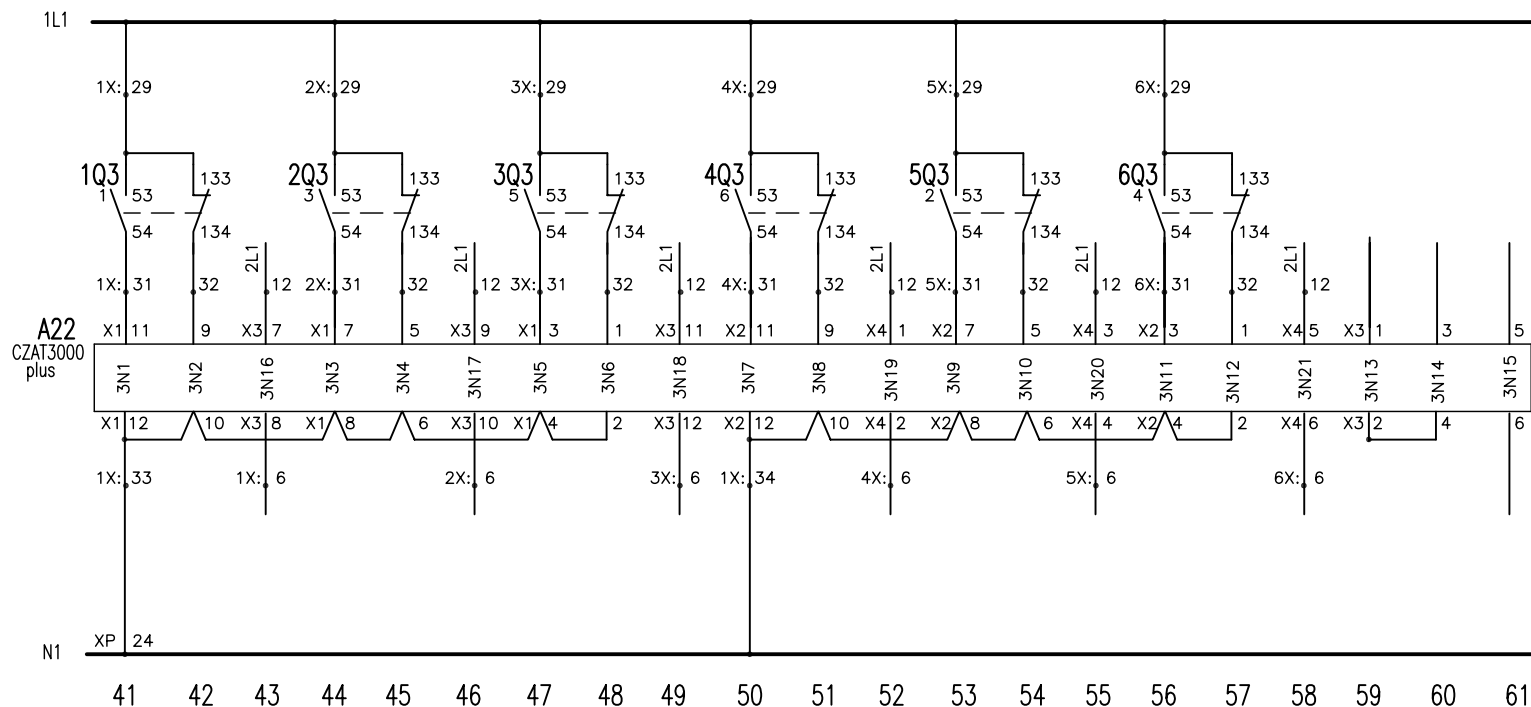 1L1
1X: 29 2X: 29 3X: 29 4X: 29 5X: 29 6X: 29
1Q3 133 2Q3 133 3Q3 133 4Q3 133 5Q3 133 6Q3 133
1 53 3 53 5 53 6 53 2 53 4 53
54 134 54 134 54 134 54 134 54 134 54 134
2L1 2L1 2L1 2L1 2L1 2L1
1X: 31 32 12 2X: 31 32 12 3X: 31 32 12 4X: 31 32 12 5X: 31 32 12 6X: 31 32 12
A22 X1 11 9 X3 7 X1 7 5 X3 9 X1 3 1 X3 11 X2 11 9 X4 1 X2 7 5 X4 3 X2 3 1 X4 5 X3 1 3 5
CZAT3000
plus
3N1 3N2 3N16 3N3 3N4 3N17 3N5 3N6 3N18 3N7 3N8 3N19 3N9 3N10 3N20 3N11 3N12 3N21 3N13 3N14 3N15
X1 12 10 X3 8 X1 8 6 X3 10 X1 4 2 X3 12 X2 12 10 X4 2 X2 8 6 X4 4 X2 4 2 X4 6 X3 2 4 6
1X: 33 1X: 6 2X: 6 3X: 6 1X: 34 4X: 6 5X: 6 6X: 6
XP 24
N1
41 42 43 44 45 46 47 48 49 50 51 52 53 54 55 56 57 58 59 60 61